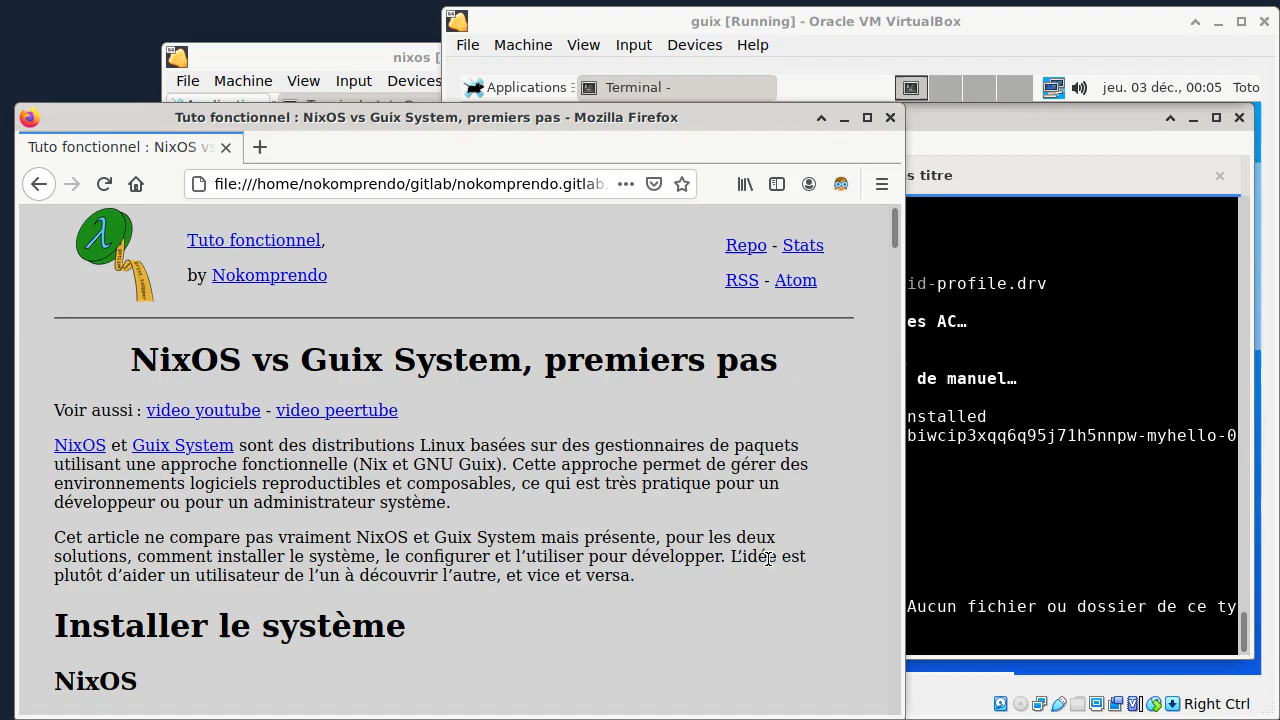 guix [Running] - Oracle VM VirtualBox
File Machine View Input Devices Help
nixos [
File Machine View Input Devices
Applications
Terminal -
jeu. 03 déc., 00:05 Toto
Tuto fonctionnel : NixOS vs Guix System, premiers pas - Mozilla Firefox
Tuto fonctionnel : NixOS vs
file:///home/nokomprendo/gitlab/nokomprendo.gitlab.
Tuto fonctionnel,
by Nokomprendo
Repo - Stats
RSS - Atom
NixOS vs Guix System, premiers pas
Voir aussi : video youtube - video peertube
NixOS et Guix System sont des distributions Linux basées sur des gestionnaires de paquets
utilisant une approche fonctionnelle (Nix et GNU Guix). Cette approche permet de gérer des
environnements logiciels reproductibles et composables, ce qui est très pratique pour un
développeur ou pour un administrateur système.
Cet article ne compare pas vraiment NixOS et Guix System mais présente, pour les deux
solutions, comment installer le système, le configurer et l’utiliser pour développer. L’idée est
plutôt d’aider un utilisateur de l’un à découvrir l’autre, et vice et versa.
Installer le système
NixOS
s titre
id-profile.drv
es AC…
de manuel…
nstalled
biwcip3xqq6q95j71h5nnpw-myhello-0
Aucun fichier ou dossier de ce ty
Right Ctrl